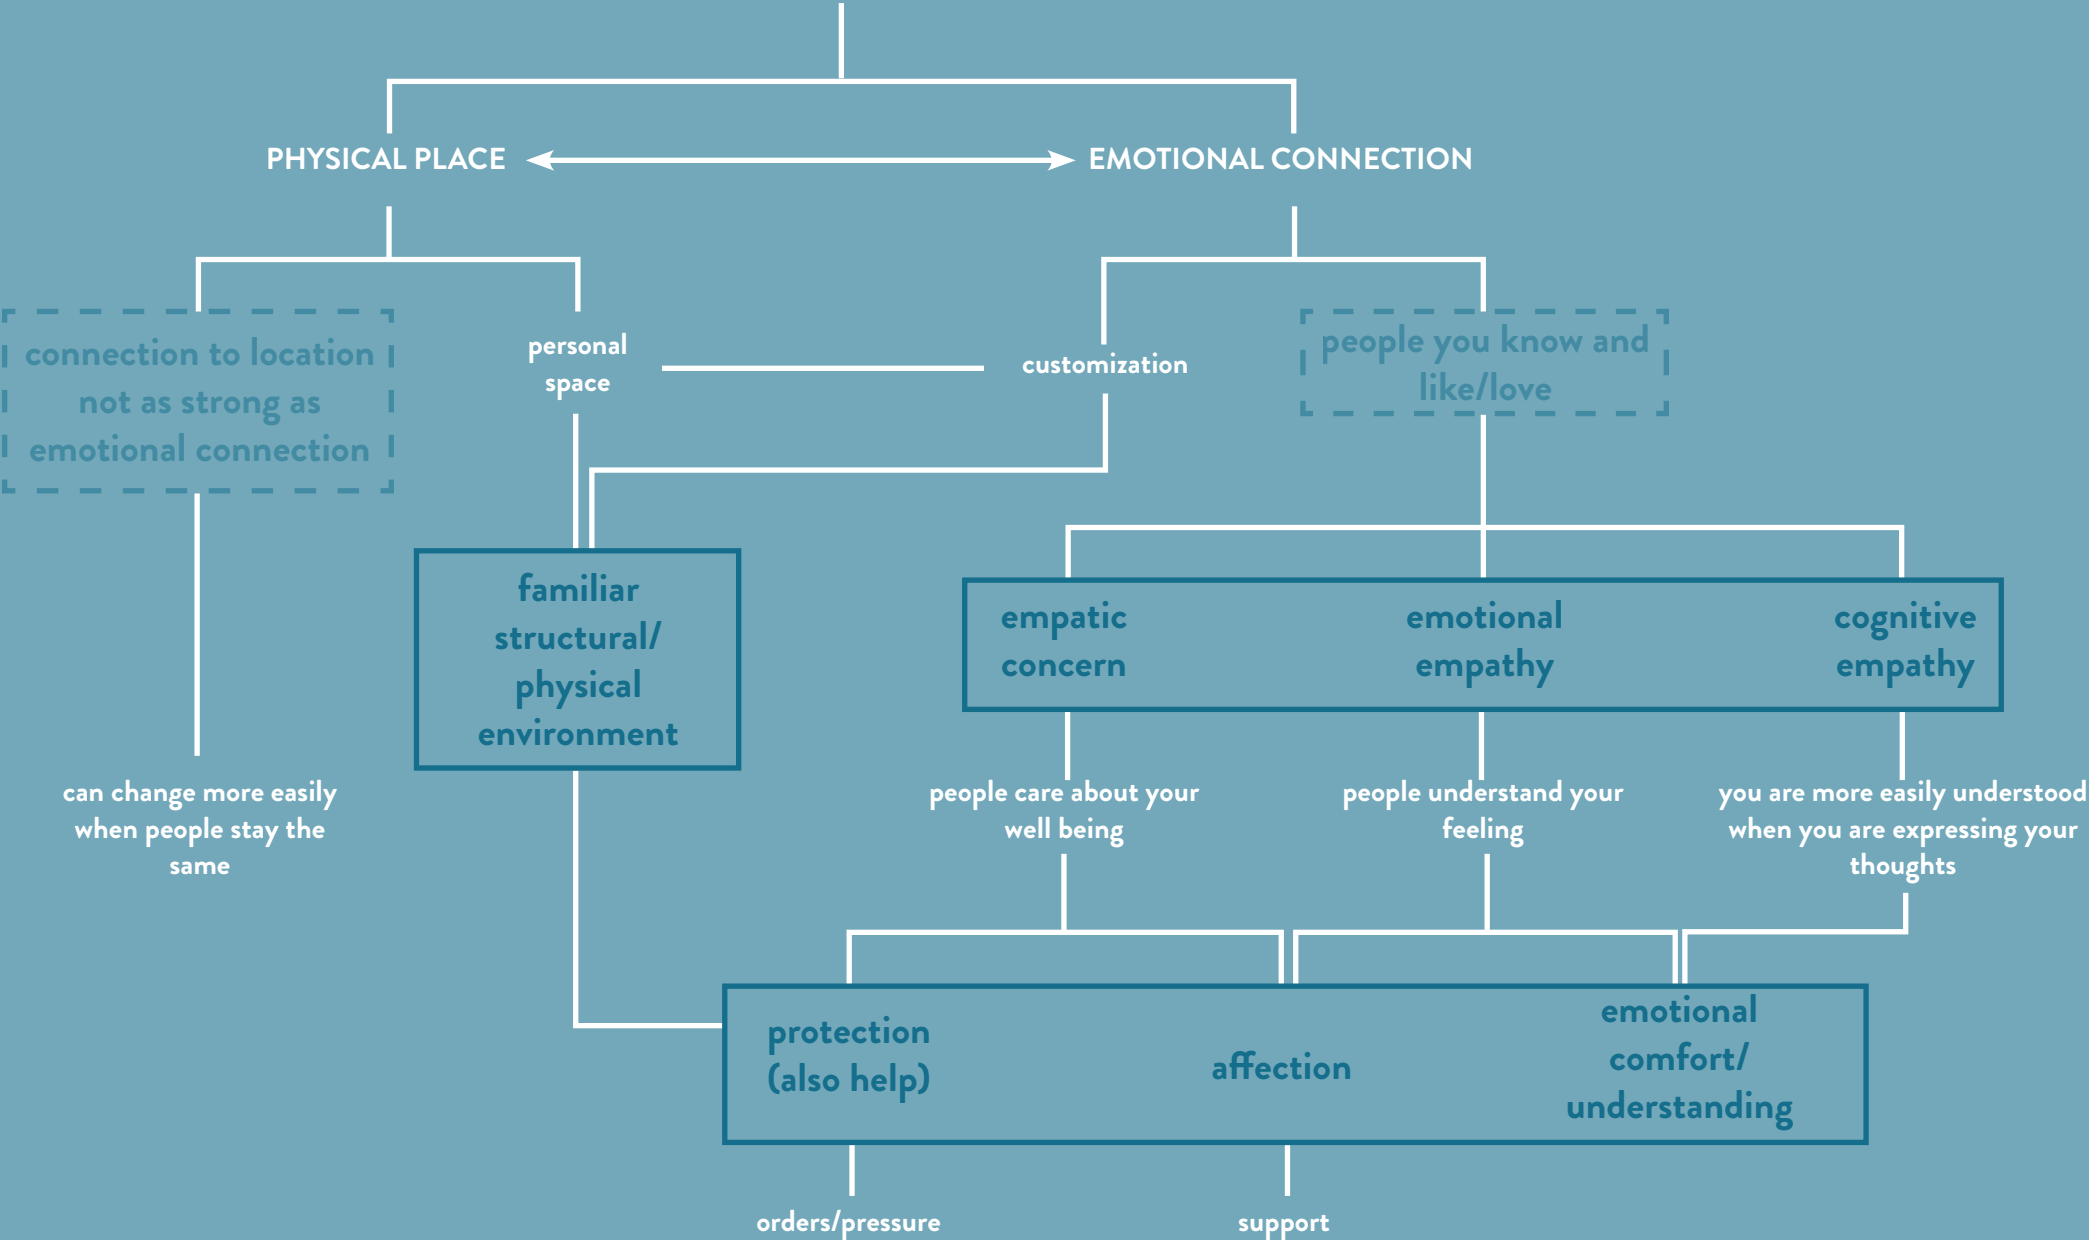 PHYSICAL PLACE
EMOTIONAL CONNECTION
connection to location
not as strong as
emotional connection
personal
space
customization
people you know and
like/love
familiar
structural/
physical
environment
empatic
concern
emotional
empathy
cognitive
empathy
can change more easily
when people stay the
same
people care about your
well being
people understand your
feeling
you are more easily understood
when you are expressing your
thoughts
protection
(also help)
affection
emotional
comfort/
understanding
orders/pressure
support